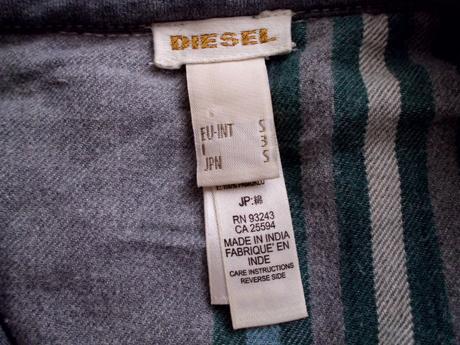 DIESEL
EU-INT S
I 3
JPN S
JP:綿
RN 93243
CA 25594
MADE IN INDIA
FABRIQUE' EN
INDE
CARE INSTRUCTIONS
REVERSE SIDE